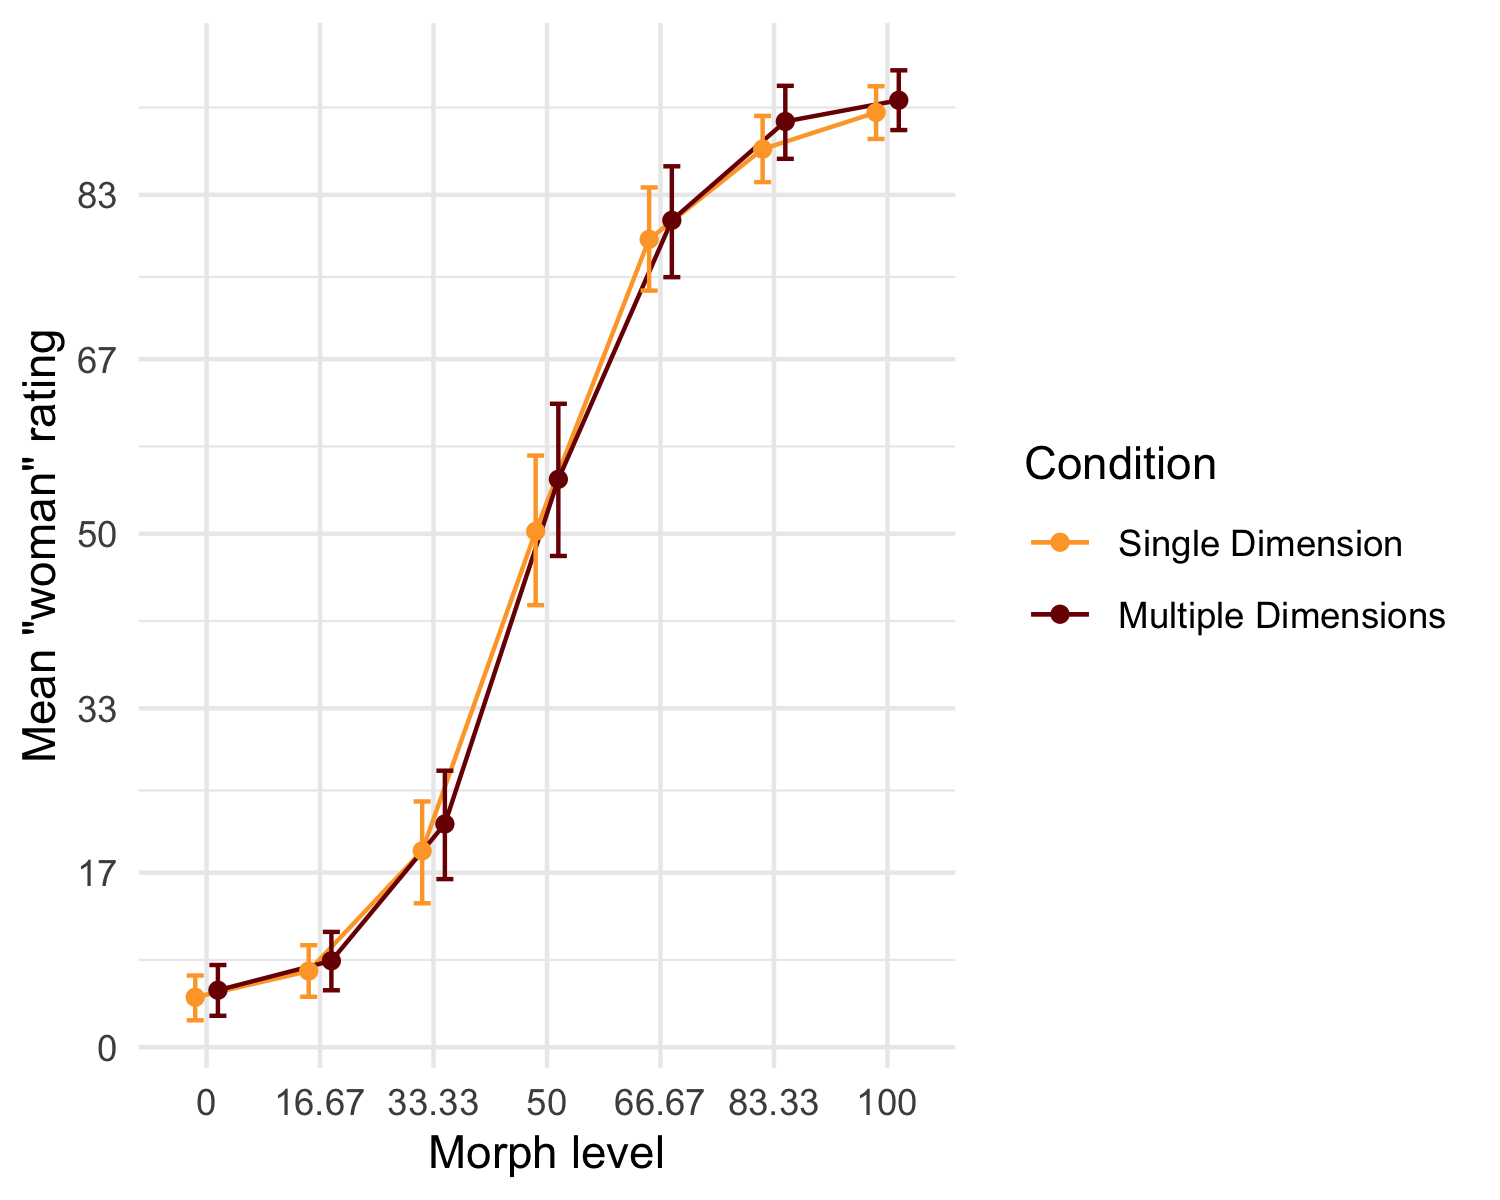 83
67
50
33
17
0
Mean "woman" rating
0 16.67 33.33 50 66.67 83.33 100
Morph level
Condition
Single Dimension
Multiple Dimensions